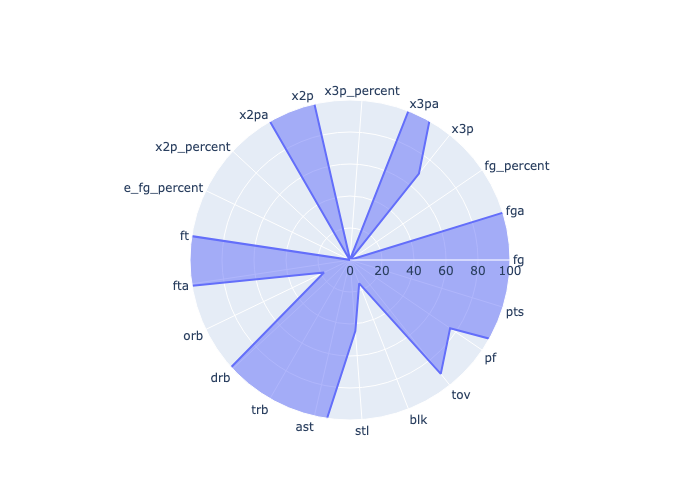 x3p_percent
x2p
x3pa
x2pa
x3p
x2p_percent
fg_percent
e_fg_percent
fga
ft
fg
0 20 40 60 80 100
fta
pts
orb
pf
drb
tov
trb
blk
ast
stl